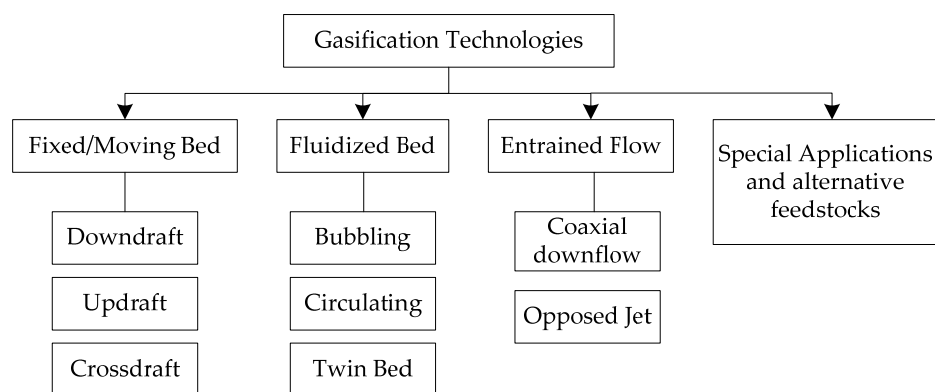 Gasification Technologies
Fixed/Moving Bed
Downdraft
Updraft
Crossdraft
Fluidized Bed
Bubbling
Circulating
Twin Bed
Entrained Flow
Coaxial
downflow
Opposed Jet
Special Applications
and alternative
feedstocks